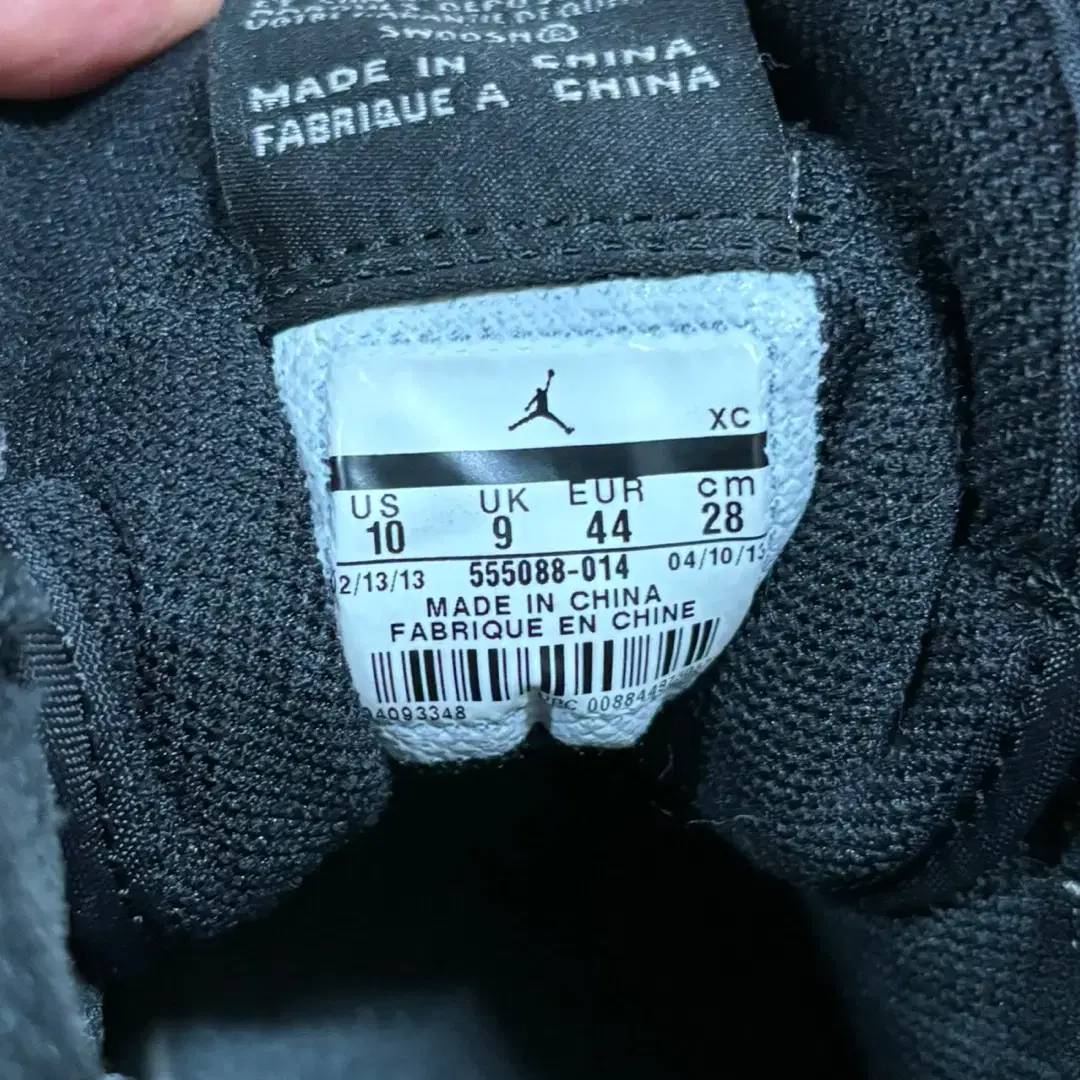 SWOOSH®
MADE IN CHINA
FABRIQUE A CHINA
XC
US UK EUR cm
10 9 44 28
2/13/13 555088-014 04/10/13
MADE IN CHINA
FABRIQUE EN CHINE
4093348